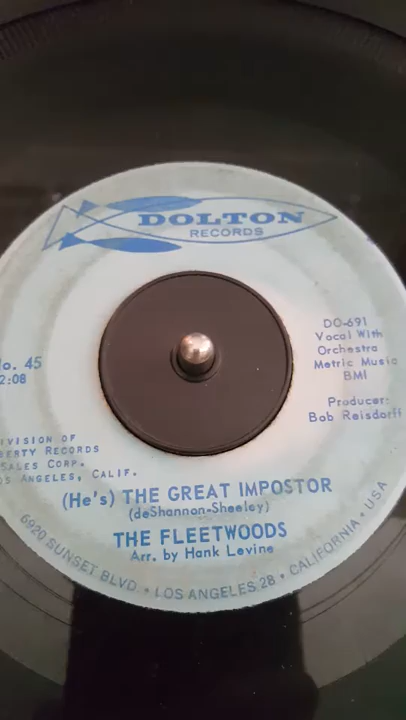 DOLTON
RECORDS
o. 45
2:08
DO-691
Vocal With
Orchestra
Metric Music
BMI
Producer:
Bob Reisdorff
IVISION OF
BERTY RECORDS
SALES CORP.
OS ANGELES, CALIF.
(He's) THE GREAT IMPOSTOR
(deShannon-Sheeley)
THE FLEETWOODS
Arr. by Hank Levine
6920 SUNSET BLVD. • LOS ANGELES 28 • CALIFORNIA • USA